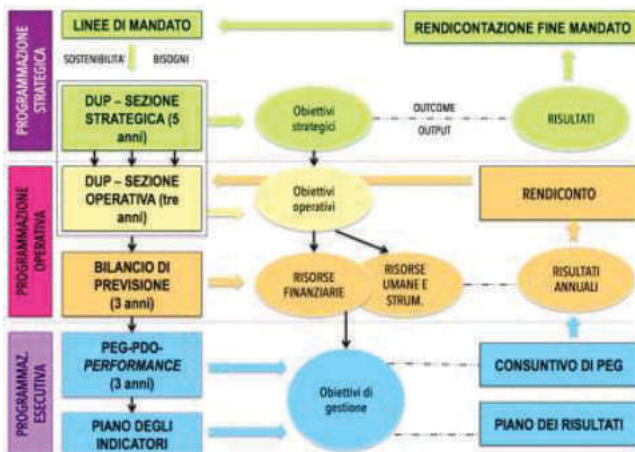 PROGRAMMAZIONE
STRATEGICA
LINEE DI MANDATO
RENDICONTAZIONE FINE MANDATO
SOSTENIBILITA'
BISOGNI
DUP – SEZIONE
STRATEGICA (5
anni)
Obiettivi
strategici
OUTCOME
OUTPUT
RISULTATI
PROGRAMMAZIONE
OPERATIVA
DUP – SEZIONE
OPERATIVA (tre
anni)
Obiettivi
operativi
RENDICONTO
BILANCIO DI
PREVISIONE
(3 anni)
RISORSE
FINANZIARIE
RISORSE
UMANE E
STRUM.
RISULTATI
ANNUALI
PROGRAMMAZ.
ESECUTIVA
PEG-PDO-
PERFORMANCE
(3 anni)
Obiettivi di
gestione
CONSUNTIVO DI PEG
PIANO DEGLI
INDICATORI
PIANO DEI RISULTATI